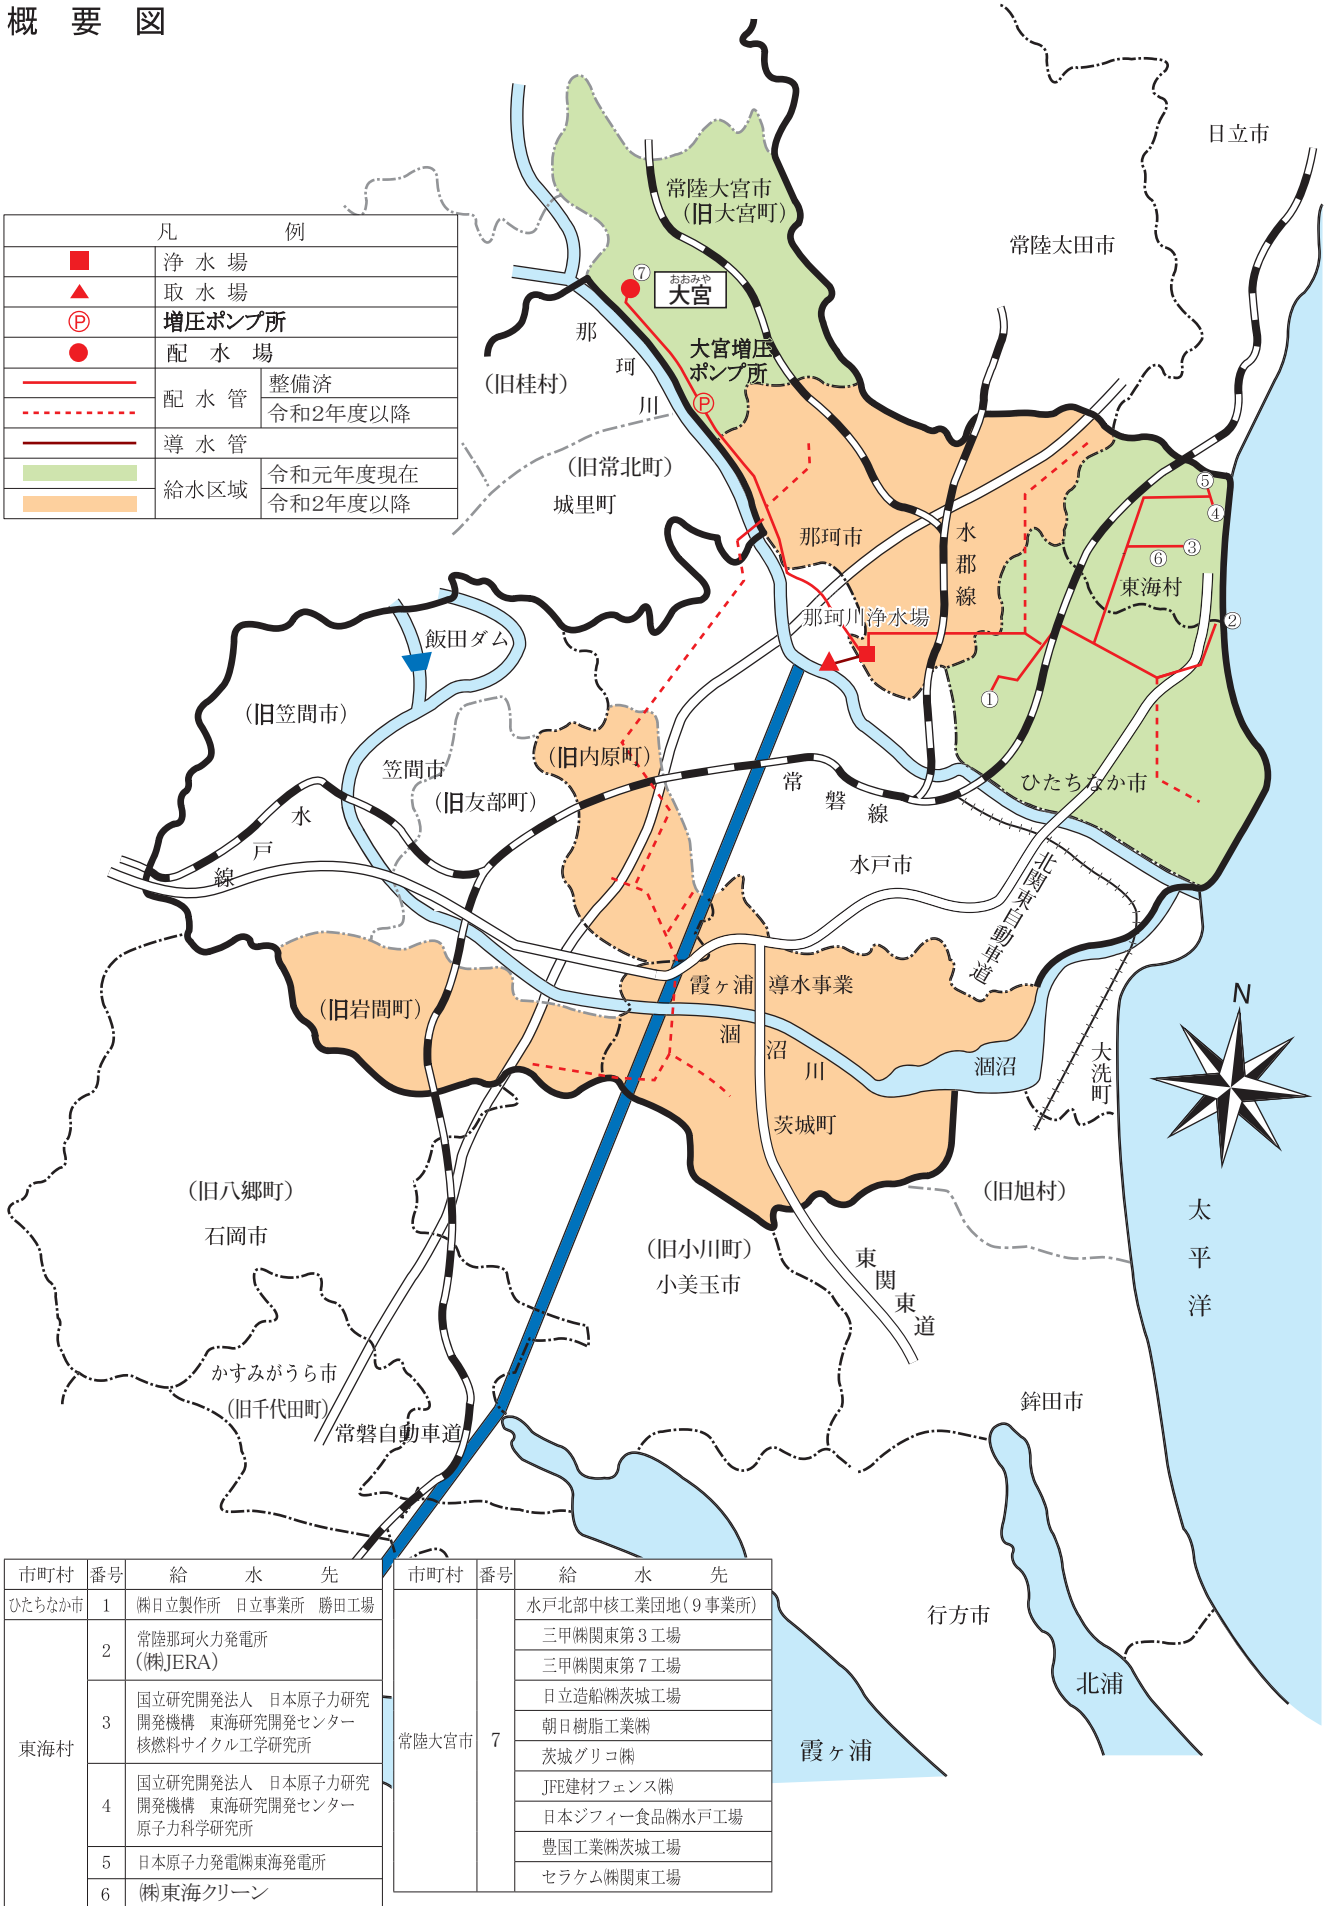 概要図
凡例
浄水場
取水場
Ⓟ 増圧ポンプ所
配水場
配水管 整備済
令和2年度以降
導水管
給水区域 令和元年度現在
令和2年度以降
日立市
常陸大宮市
(旧大宮町)
常陸太田市
⑦
おおみや
大宮
那珂川
大宮増圧
ポンプ所
Ⓟ
(旧桂村)
(旧常北町)
城里町
那珂市
水郡線
⑤
④
③
⑥
東海村
②
①
那珂川浄水場
飯田ダム
(旧笠間市)
笠間市
(旧友部町)
(旧内原町)
常磐線
ひたちなか市
水戸線
水戸市
北関東自動車道
(旧岩間町)
霞ヶ浦導水事業
涸沼川
涸沼
大洗町
N
茨城町
(旧八郷町)
石岡市
(旧小川町)
小美玉市
(旧旭村)
東関東道
太平洋
かすみがうら市
(旧千代田町)
常磐自動車道
鉾田市
行方市
北浦
霞ヶ浦
市町村 番号 給水先
ひたちなか市 1 ㈱日立製作所 日立事業所 勝田工場
東海村
2 常陸那珂火力発電所
(㈱JERA)
3 国立研究開発法人 日本原子力研究
開発機構 東海研究開発センター
核燃料サイクル工学研究所
4 国立研究開発法人 日本原子力研究
開発機構 東海研究開発センター
原子力科学研究所
5 日本原子力発電㈱東海発電所
6 ㈱東海クリーン
市町村 番号 給水先
常陸大宮市 7
水戸北部中核工業団地(9事業所)
三甲㈱関東第3工場
三甲㈱関東第7工場
日立造船㈱茨城工場
朝日樹脂工業㈱
茨城グリコ㈱
JFE建材フェンス㈱
日本ジフィー食品㈱水戸工場
豊国工業㈱茨城工場
セラケム㈱関東工場